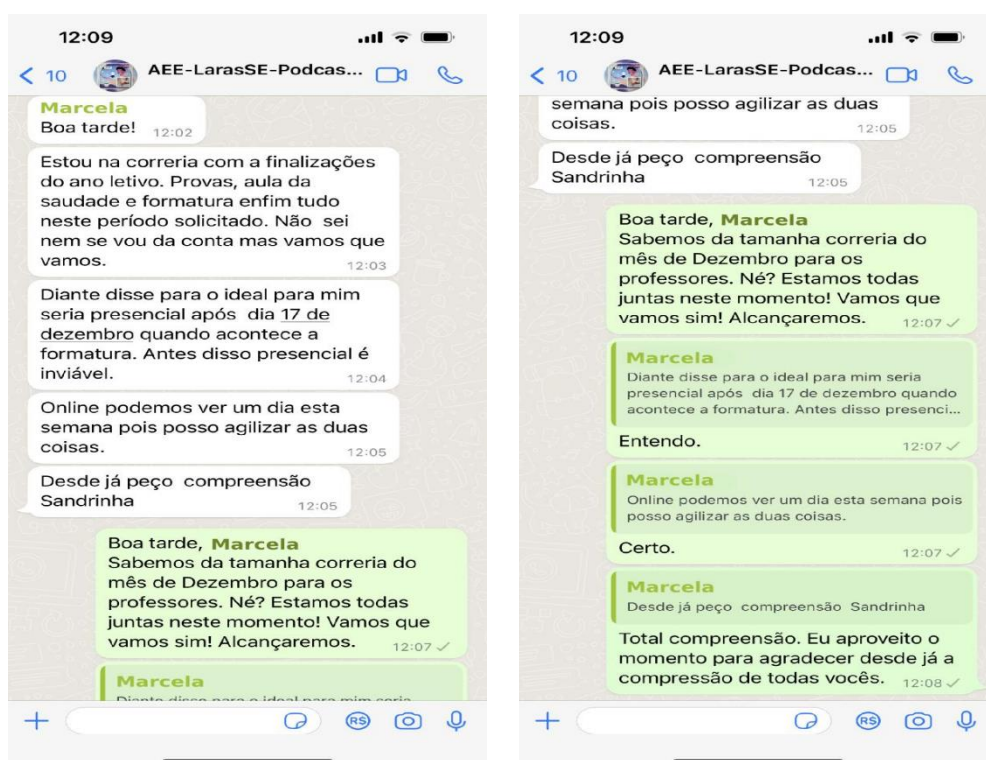 12:09
10
AEE-LarasSE-Podcas...
Marcela
Boa tarde! 12:02
Estou na correria com a finalizações
do ano letivo. Provas, aula da
saudade e formatura enfim tudo
neste período solicitado. Não sei
nem se vou da conta mas vamos que
vamos. 12:03
Diante disse para o ideal para mim
seria presencial após dia 17 de
dezembro quando acontece a
formatura. Antes disso presencial é
inviável. 12:04
Online podemos ver um dia esta
semana pois posso agilizar as duas
coisas. 12:05
Desde já peço compreensão
Sandrinha 12:05
Boa tarde, Marcela
Sabemos da tamanha correria do
mês de Dezembro para os
professores. Né? Estamos todas
juntas neste momento! Vamos que
vamos sim! Alcançaremos. 12:07
Marcela
Diante disse para o ideal para mim seria
R$
12:09
10
AEE-LarasSE-Podcas...
semana pois posso agilizar as duas
coisas. 12:05
Desde já peço compreensão
Sandrinha 12:05
Boa tarde, Marcela
Sabemos da tamanha correria do
mês de Dezembro para os
professores. Né? Estamos todas
juntas neste momento! Vamos que
vamos sim! Alcançaremos. 12:07
Marcela
Diante disse para o ideal para mim seria
presencial após dia 17 de dezembro quando
acontece a formatura. Antes disso presenci...
Entendo. 12:07
Marcela
Online podemos ver um dia esta semana pois
posso agilizar as duas coisas.
Certo. 12:07
Marcela
Desde já peço compreensão Sandrinha
Total compreensão. Eu aproveito o
momento para agradecer desde já a
compressão de todas vocês. 12:08
R$